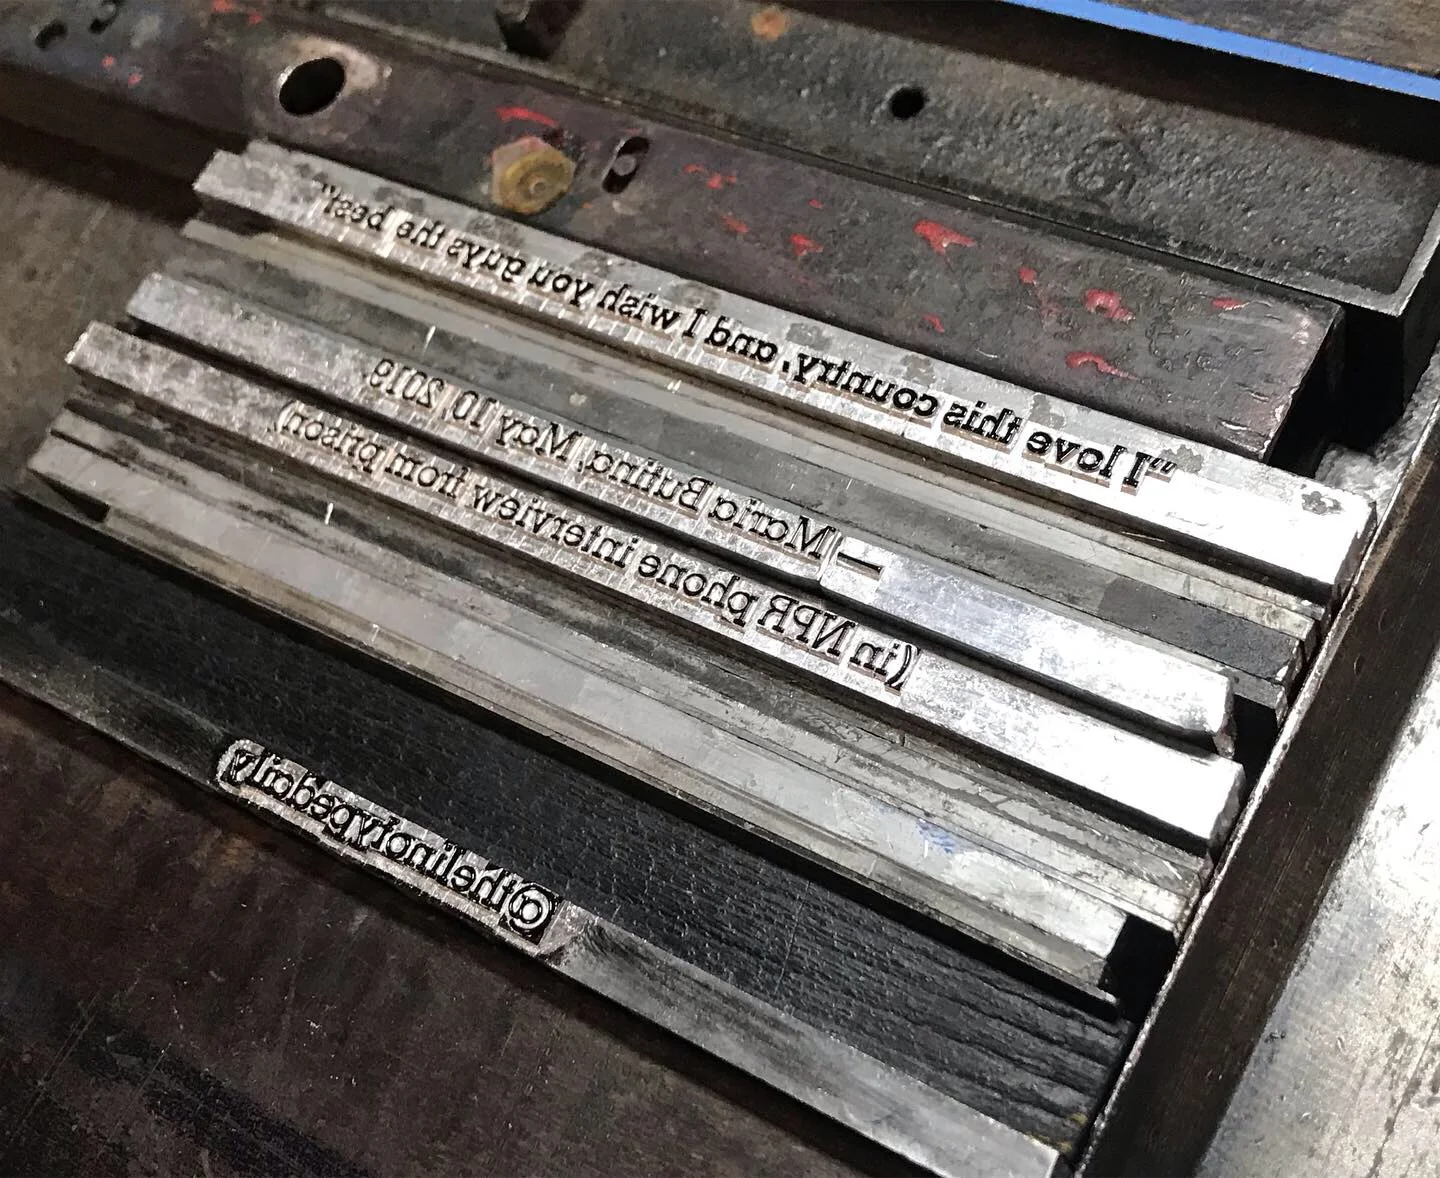 "I love this country, and I wish you guys the best."
— Maria Butina, May 10, 2019
(in NPR phone interview from prison)
@thelinotypedaily